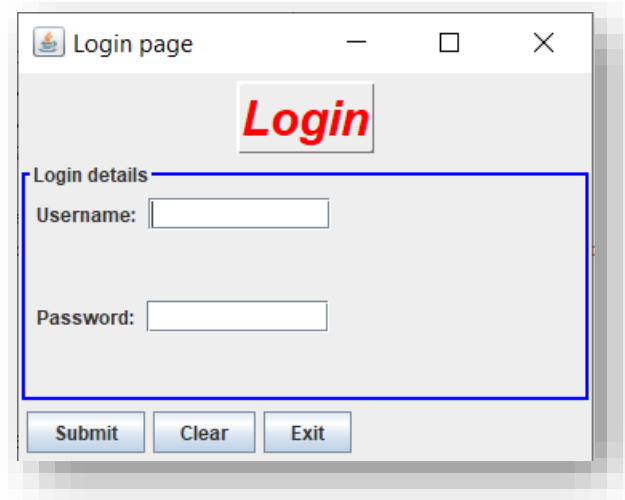 Login page
Login
Login details
Username:
Password:
Submit Clear Exit